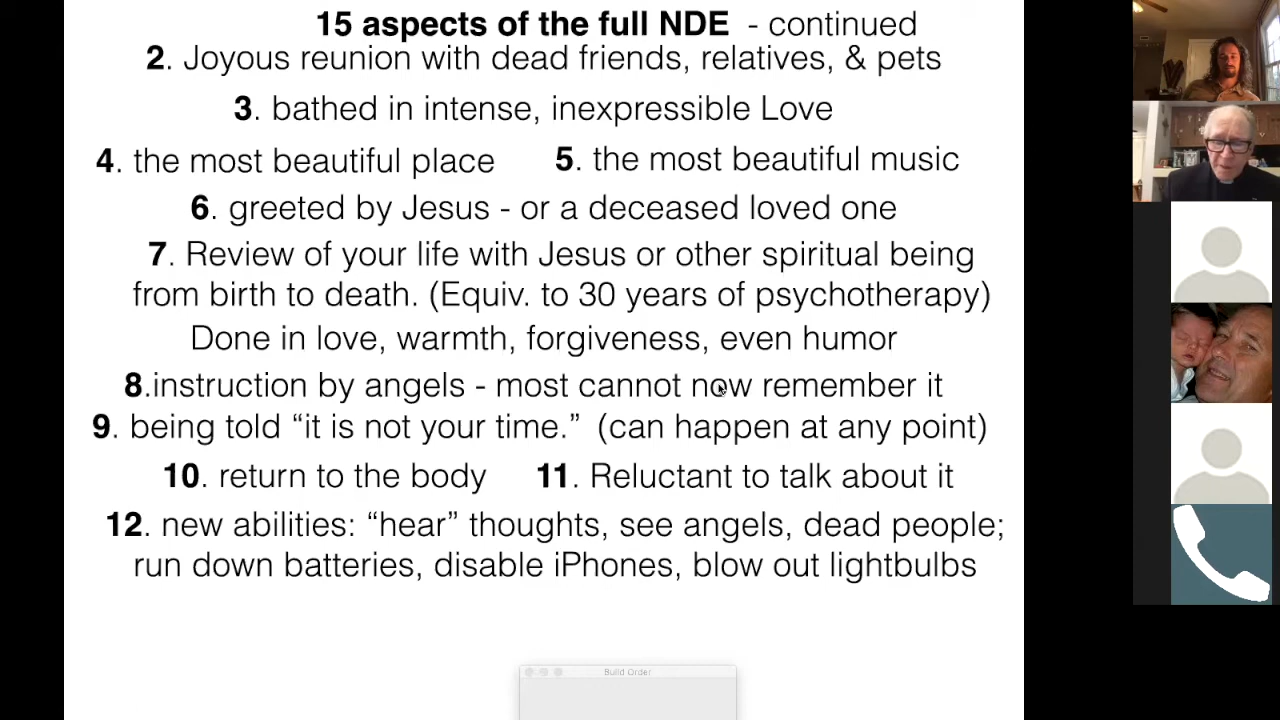 15 aspects of the full NDE - continued
2. Joyous reunion with dead friends, relatives, & pets
3. bathed in intense, inexpressible Love
4. the most beautiful place 5. the most beautiful music
6. greeted by Jesus - or a deceased loved one
7. Review of your life with Jesus or other spiritual being
from birth to death. (Equiv. to 30 years of psychotherapy)
Done in love, warmth, forgiveness, even humor
8.instruction by angels - most cannot now remember it
9. being told “it is not your time.” (can happen at any point)
10. return to the body 11. Reluctant to talk about it
12. new abilities: “hear” thoughts, see angels, dead people;
run down batteries, disable iPhones, blow out lightbulbs
Build Order